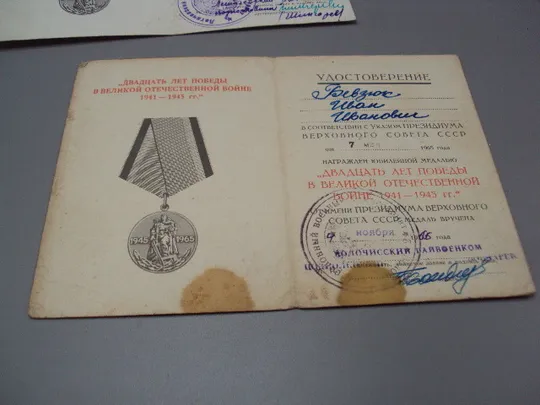 „ДВАДЦАТЬ ЛЕТ ПОБЕДЫ
В ВЕЛИКОЙ ОТЕЧЕСТВЕННОЙ ВОЙНЕ
1941—1945 гг.“
1945 1965
УДОСТОВЕРЕНИЕ
Иван
Иванович
В СООТВЕТСТВИИ С УКАЗОМ ПРЕЗИДИУМА
ВЕРХОВНОГО СОВЕТА СССР
от 7 мая 1965 года
НАГРАЖДЕН ЮБИЛЕЙНОЙ МЕДАЛЬЮ
„ДВАДЦАТЬ ЛЕТ ПОБЕДЫ
В ВЕЛИКОЙ ОТЕЧЕСТВЕННОЙ
ВОЙНЕ 1941—1945 гг.“
ИМЕНИ ПРЕЗИДИУМА ВЕРХОВНОГО
СОВЕТА СССР МЕДАЛЬ ВРУЧЕНА
ноября 66 года
ВОЛОЧИССКИЙ РАЙВОЕНКОМ